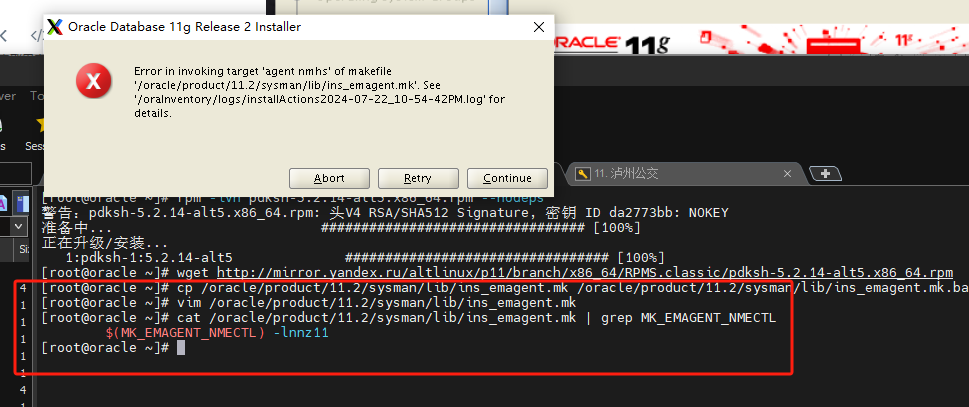 Oracle Database 11g Release 2 Installer
Error in invoking target 'agent nmhs' of makefile
'/oracle/product/11.2/sysman/lib/ins_emagent.mk'. See
'/oraInventory/logs/installActions2024-07-22_10-54-42PM.log' for
details.
Abort
Retry
Continue
ORACLE 11g
11g
11. 泸州公交
[root@oracle ~]# rpm -ivh pdksh-5.2.14-alt5.x86_64.rpm --nodeps
警告: pdksh-5.2.14-alt5.x86_64.rpm: 头V4 RSA/SHA512 Signature, 密钥 ID da2773bb: NOKEY
准备中... ################################# [100%]
正在升级/安装...
1:pdksh-1:5.2.14-alt5 ################################# [100%]
[root@oracle ~]# wget http://mirror.yandex.ru/altlinux/p11/branch/x86_64/RPMS.classic/pdksh-5.2.14-alt5.x86_64.rpm
[root@oracle ~]# cp /oracle/product/11.2/sysman/lib/ins_emagent.mk /oracle/product/11.2/sysman/lib/ins_emagent.mk.ba
[root@oracle ~]# vim /oracle/product/11.2/sysman/lib/ins_emagent.mk
[root@oracle ~]# cat /oracle/product/11.2/sysman/lib/ins_emagent.mk | grep MK_EMAGENT_NMECTL
$(MK_EMAGENT_NMECTL) -lnnz11
[root@oracle ~]#